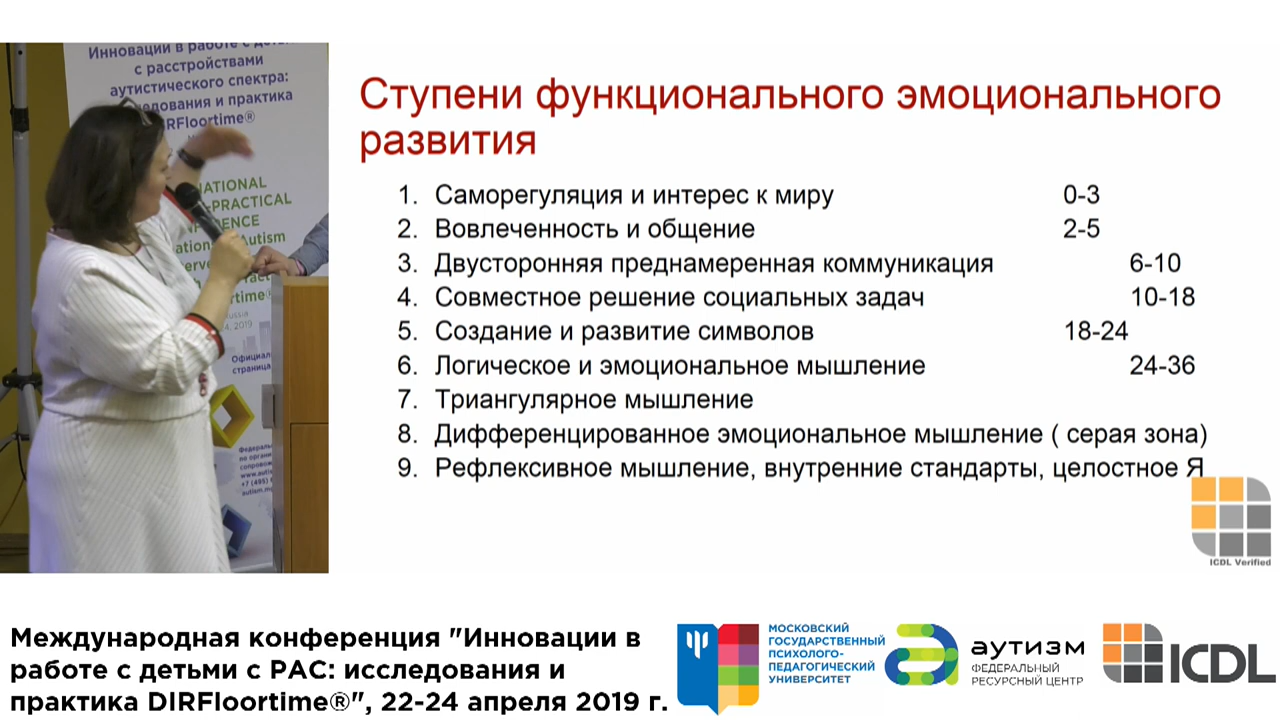 Инновации в работе с
с расстройствами
аутистического спектра:
и практика
DIRFloortime®
Ступени функционального эмоционального
развития
1. Саморегуляция и интерес к миру 0-3
2. Вовлеченность и общение 2-5
3. Двусторонняя преднамеренная коммуникация 6-10
4. Совместное решение социальных задач 10-18
5. Создание и развитие символов 18-24
6. Логическое и эмоциональное мышление 24-36
7. Триангулярное мышление
8. Дифференцированное эмоциональное мышление ( серая зона)
9. Рефлексивное мышление, внутренние стандарты, целостное Я
ICDL Verified
Международная конференция "Инновации в
работе с детьми с РАС: исследования и
практика DIRFloortime®", 22-24 апреля 2019 г.
МОСКОВСКИЙ
ГОСУДАРСТВЕННЫЙ
ПСИХОЛОГО-
ПЕДАГОГИЧЕСКИЙ
УНИВЕРСИТЕТ
аутизм
ФЕДЕРАЛЬНЫЙ
РЕСУРСНЫЙ ЦЕНТР
ICDL